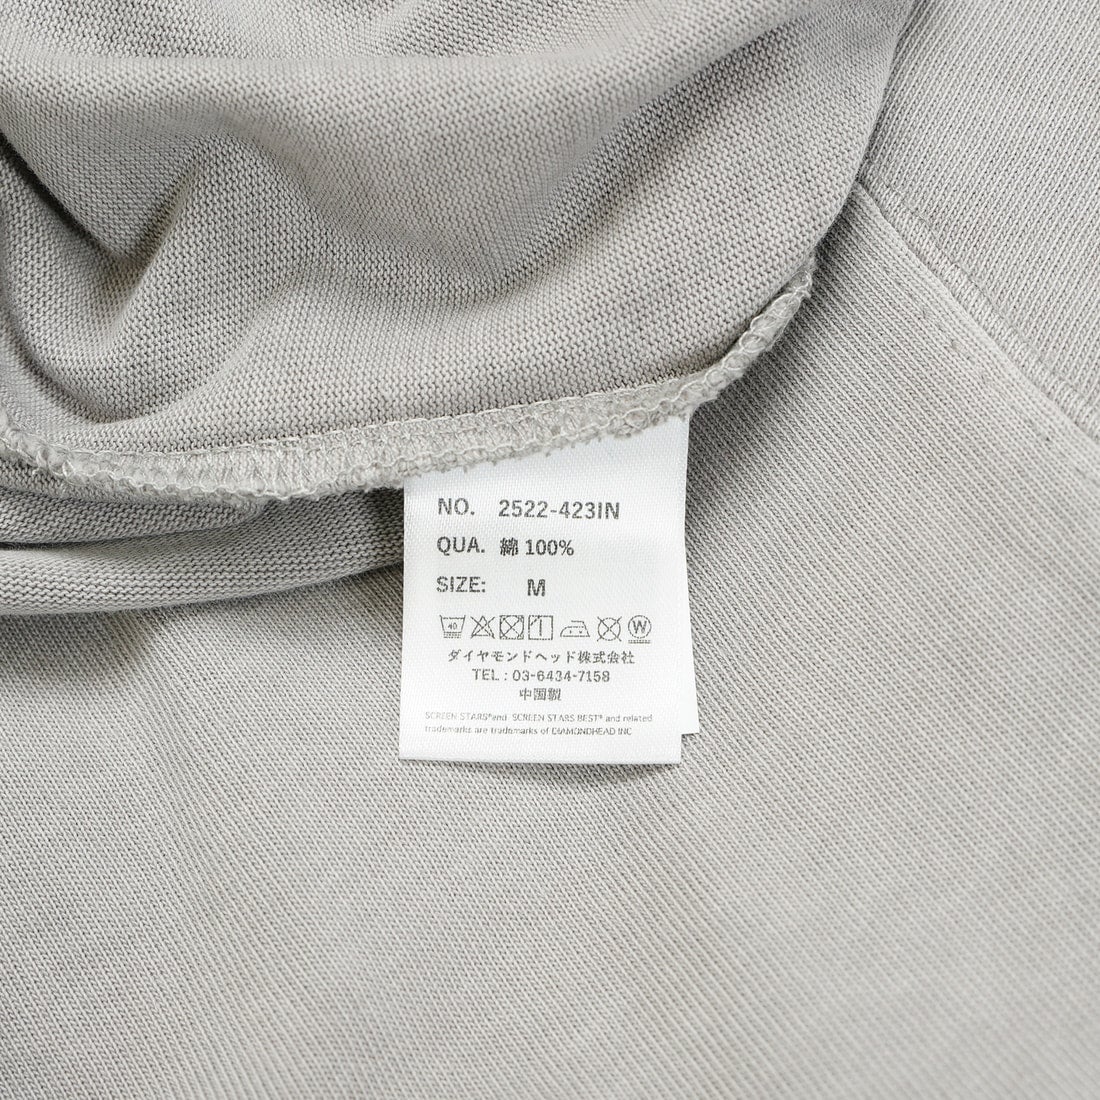 NO. 2522-423IN
QUA. 綿 100%
SIZE: M
40 W
ダイヤモンドヘッド株式会社
TEL : 03-6434-7158
中国製
SCREEN STARS®and SCREEN STARS BEST® and related
trademarks are trademarks of DIAMONDHEAD INC